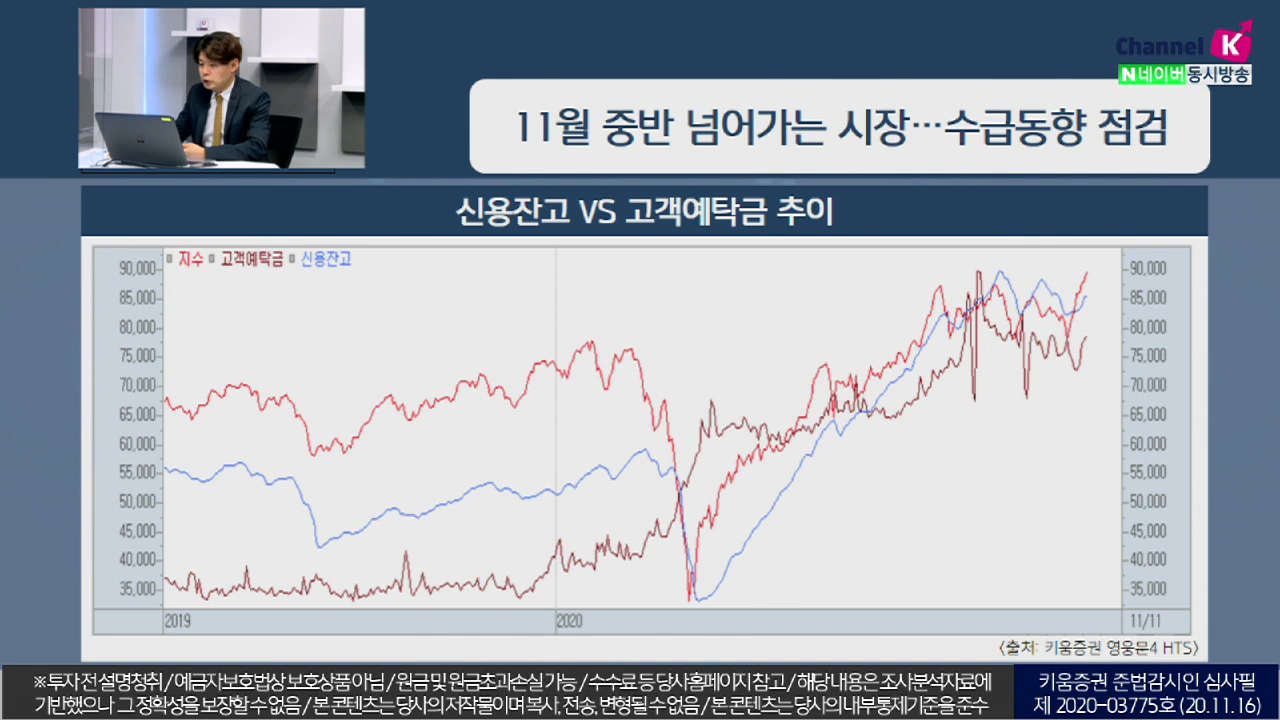 Channel K
N 네이버 동시방송
11월 중반 넘어가는 시장…수급동향 점검
신용잔고 VS 고객예탁금 추이
지수 고객예탁금 신용잔고
90,000 90,000
85,000 85,000
80,000 80,000
75,000 75,000
70,000 70,000
65,000 65,000
60,000 60,000
55,000 55,000
50,000 50,000
45,000 45,000
40,000 40,000
35,000 35,000
2019 2020 11/11
<출처: 키움증권 영웅문4 HTS>
※투자 전 설명청취 / 예금자보호법상 보호상품 아님 / 원금 및 원금초과손실 가능 / 수수료 등 당사홈페이지 참고 / 해당 내용은 조사분석자료에
기반했으나 그 정확성을 보장할 수 없음 / 본 콘텐츠는 당사의 저작물이며 복사, 전송, 변형될 수 없음 / 본 콘텐츠는 당사의 내부통제기준을 준수
키움증권 준법감시인 심사필
제 2020-03775호 (20.11.16)